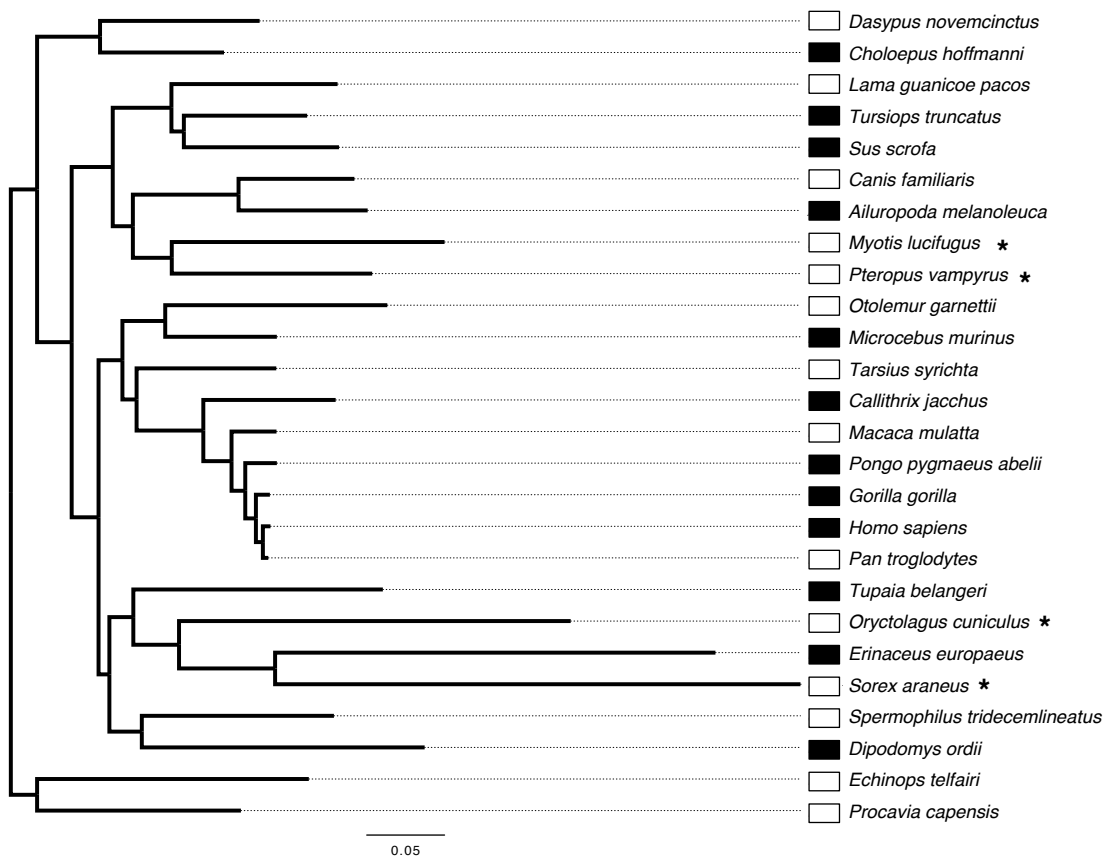 Dasypus novemcinctus
Choloepus hoffmanni
Lama guanicoe pacos
Tursiops truncatus
Sus scrofa
Canis familiaris
Ailuropoda melanoleuca
Myotis lucifugus *
Pteropus vampyrus *
Otolemur garnettii
Microcebus murinus
Tarsius syrichta
Callithrix jacchus
Macaca mulatta
Pongo pygmaeus abelii
Gorilla gorilla
Homo sapiens
Pan troglodytes
Tupaia belangeri
Oryctolagus cuniculus *
Erinaceus europaeus
Sorex araneus *
Spermophilus tridecemlineatus
Dipodomys ordii
Echinops telfairi
Procavia capensis
0.05